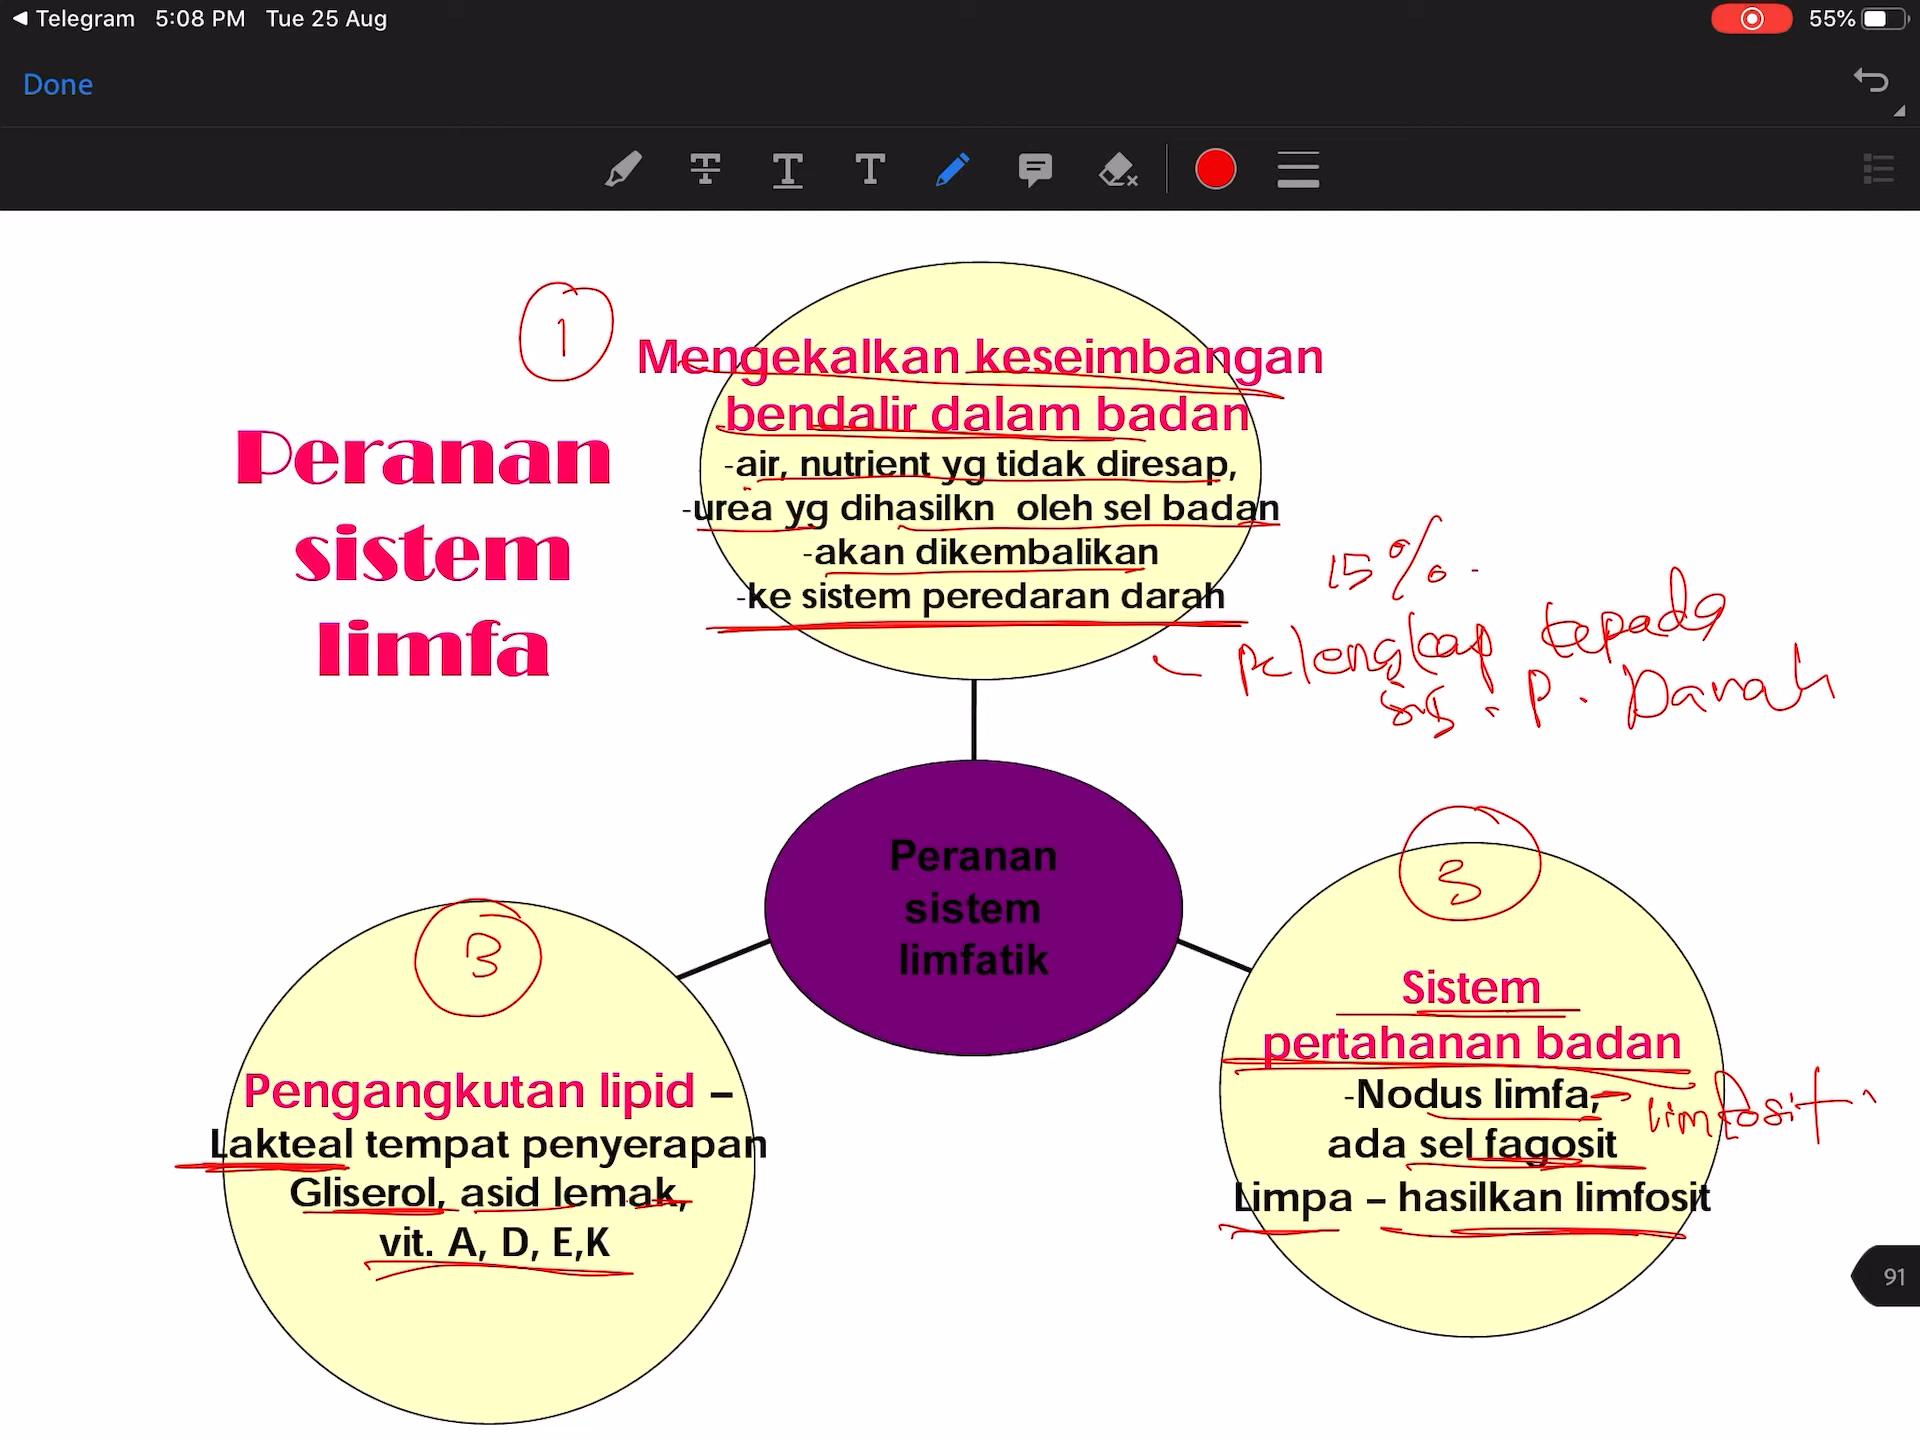 Telegram 5:08 PM Tue 25 Aug
55%
Done
1
Mengekalkan keseimbangan
bendalir dalam badan
-air, nutrient yg tidak diresap,
-urea yg dihasilkn oleh sel badan
-akan dikembalikan
-ke sistem peredaran darah
Peranan
sistem
limfa
15%.
pelengkap kepada
sis. P. Darah
Peranan
sistem
limfatik
3
Pengangkutan lipid –
Lakteal tempat penyerapan
Gliserol, asid lemak,
vit. A, D, E,K
3
Sistem
pertahanan badan
-Nodus limfa,
limfosit
ada sel fagosit
Limpa – hasilkan limfosit
91